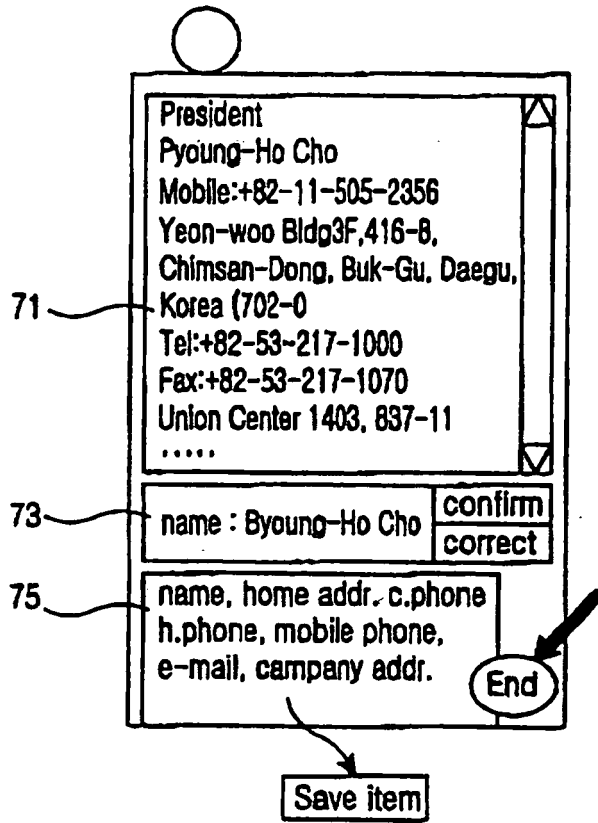 President
Pyoung-Ho Cho
Mobile:+82-11-505-2356
Yeon-woo Bldg3F,416-8,
Chimsan-Dong, Buk-Gu, Daegu,
71
Korea (702-0
Tel:+82-53-217-1000
Fax:+82-53-217-1070
Union Center 1403, 837-11
.....
73
name : Byoung-Ho Cho
confirm
correct
75
name, home addr. c.phone
h.phone, mobile phone,
e-mail, campany addr.
End
Save item